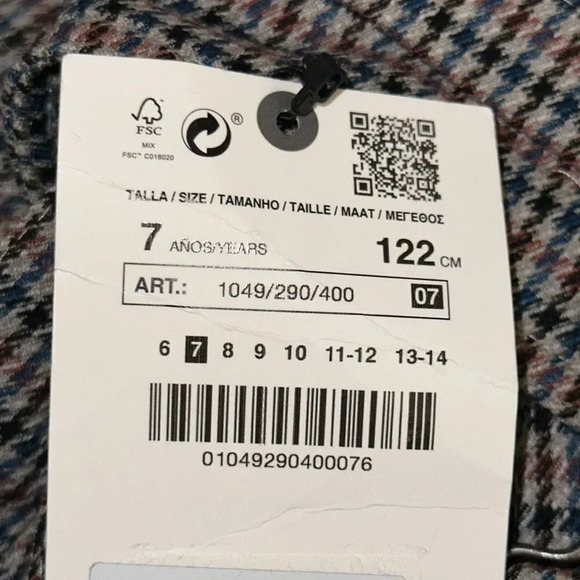 FSC
MIX
FSC™ C018020
®
TALLA / SIZE / TAMANHO / TAILLE / MAAT / ΜΕΓΕΘΟΣ
7 AÑOS/YEARS 122 CM
ART.: 1049/290/400 07
6 7 8 9 10 11-12 13-14
01049290400076